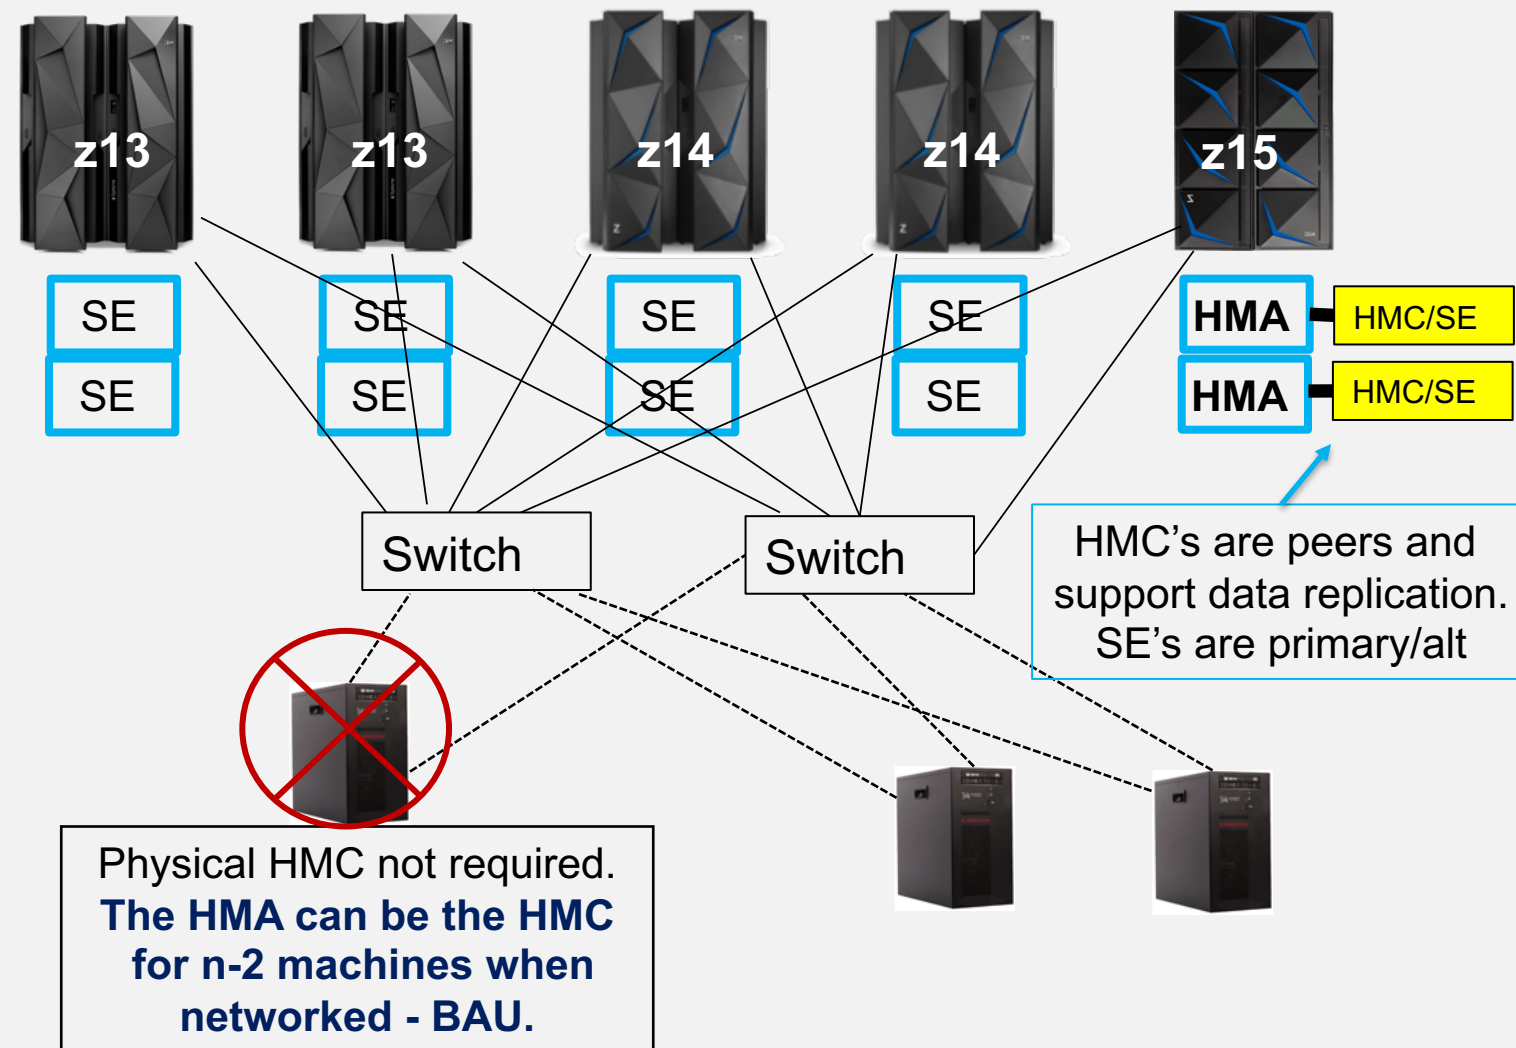 z13
z13
z14
z14
z15
SE
SE
SE
SE
HMA
HMC/SE
SE
SE
SE
SE
HMA
HMC/SE
Switch
Switch
HMC’s are peers and
support data replication.
SE’s are primary/alt
Physical HMC not required.
The HMA can be the HMC
for n-2 machines when
networked - BAU.